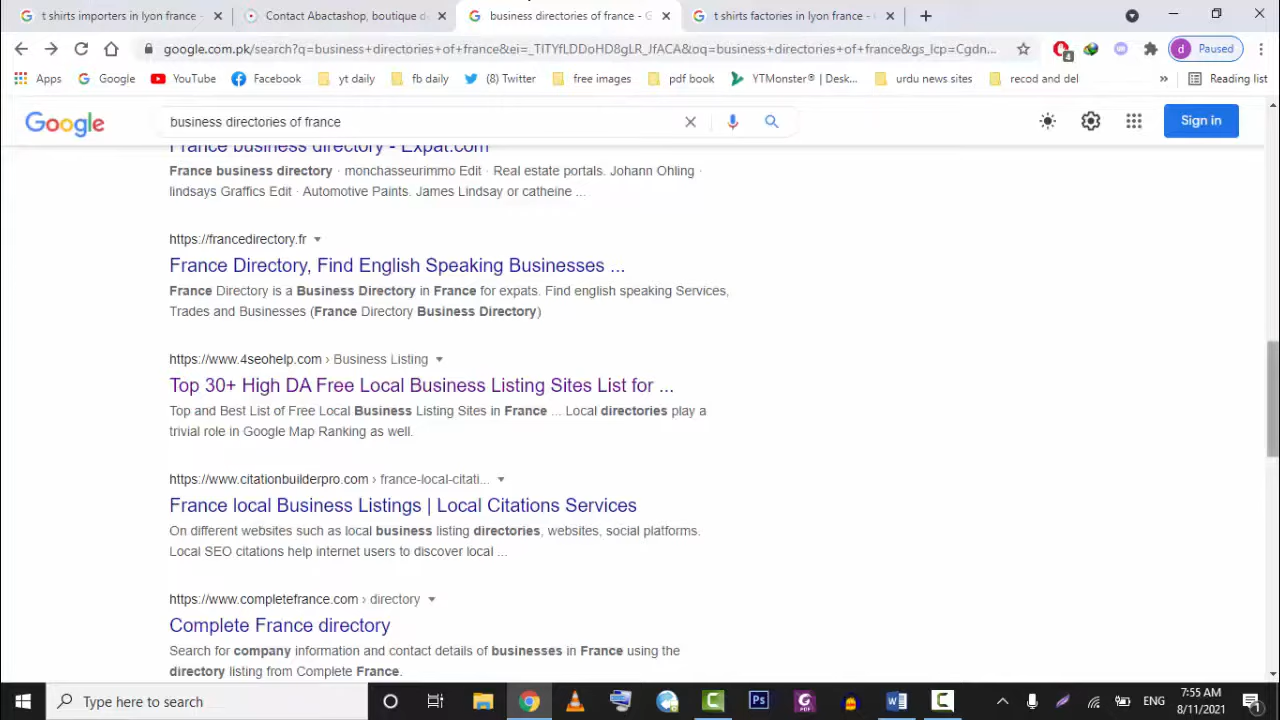 t shirts importers in lyon france -
Contact Abactashop, boutique d
business directories of france - G
t shirts factories in lyon france - G
google.com.pk/search?q=business+directories+of+france&ei=_TiTYfLDDoHD8gLR_JfACA&oq=business+directories+of+france&gs_lcp=Cgdn...
4
d Paused
Apps Google YouTube Facebook yt daily fb daily (8) Twitter free images pdf book YTMonster® | Desk... urdu news sites recod and del » Reading list
Google business directories of france Sign in
France business directory - Expat.com
France business directory · monchasseurimmo Edit · Real estate portals. Johann Ohling ·
lindsays Graffics Edit · Automotive Paints. James Lindsay or catheine ...
https://francedirectory.fr
France Directory, Find English Speaking Businesses ...
France Directory is a Business Directory in France for expats. Find english speaking Services,
Trades and Businesses (France Directory Business Directory)
https://www.4seohelp.com › Business Listing
Top 30+ High DA Free Local Business Listing Sites List for ...
Top and Best List of Free Local Business Listing Sites in France ... Local directories play a
trivial role in Google Map Ranking as well.
https://www.citationbuilderpro.com › france-local-citati...
France local Business Listings | Local Citations Services
On different websites such as local business listing directories, websites, social platforms.
Local SEO citations help internet users to discover local ...
https://www.completefrance.com › directory
Complete France directory
Search for company information and contact details of businesses in France using the
directory listing from Complete France.
Type here to search
Ps
PDF
W
ENG
7:55 AM
8/11/2021
1